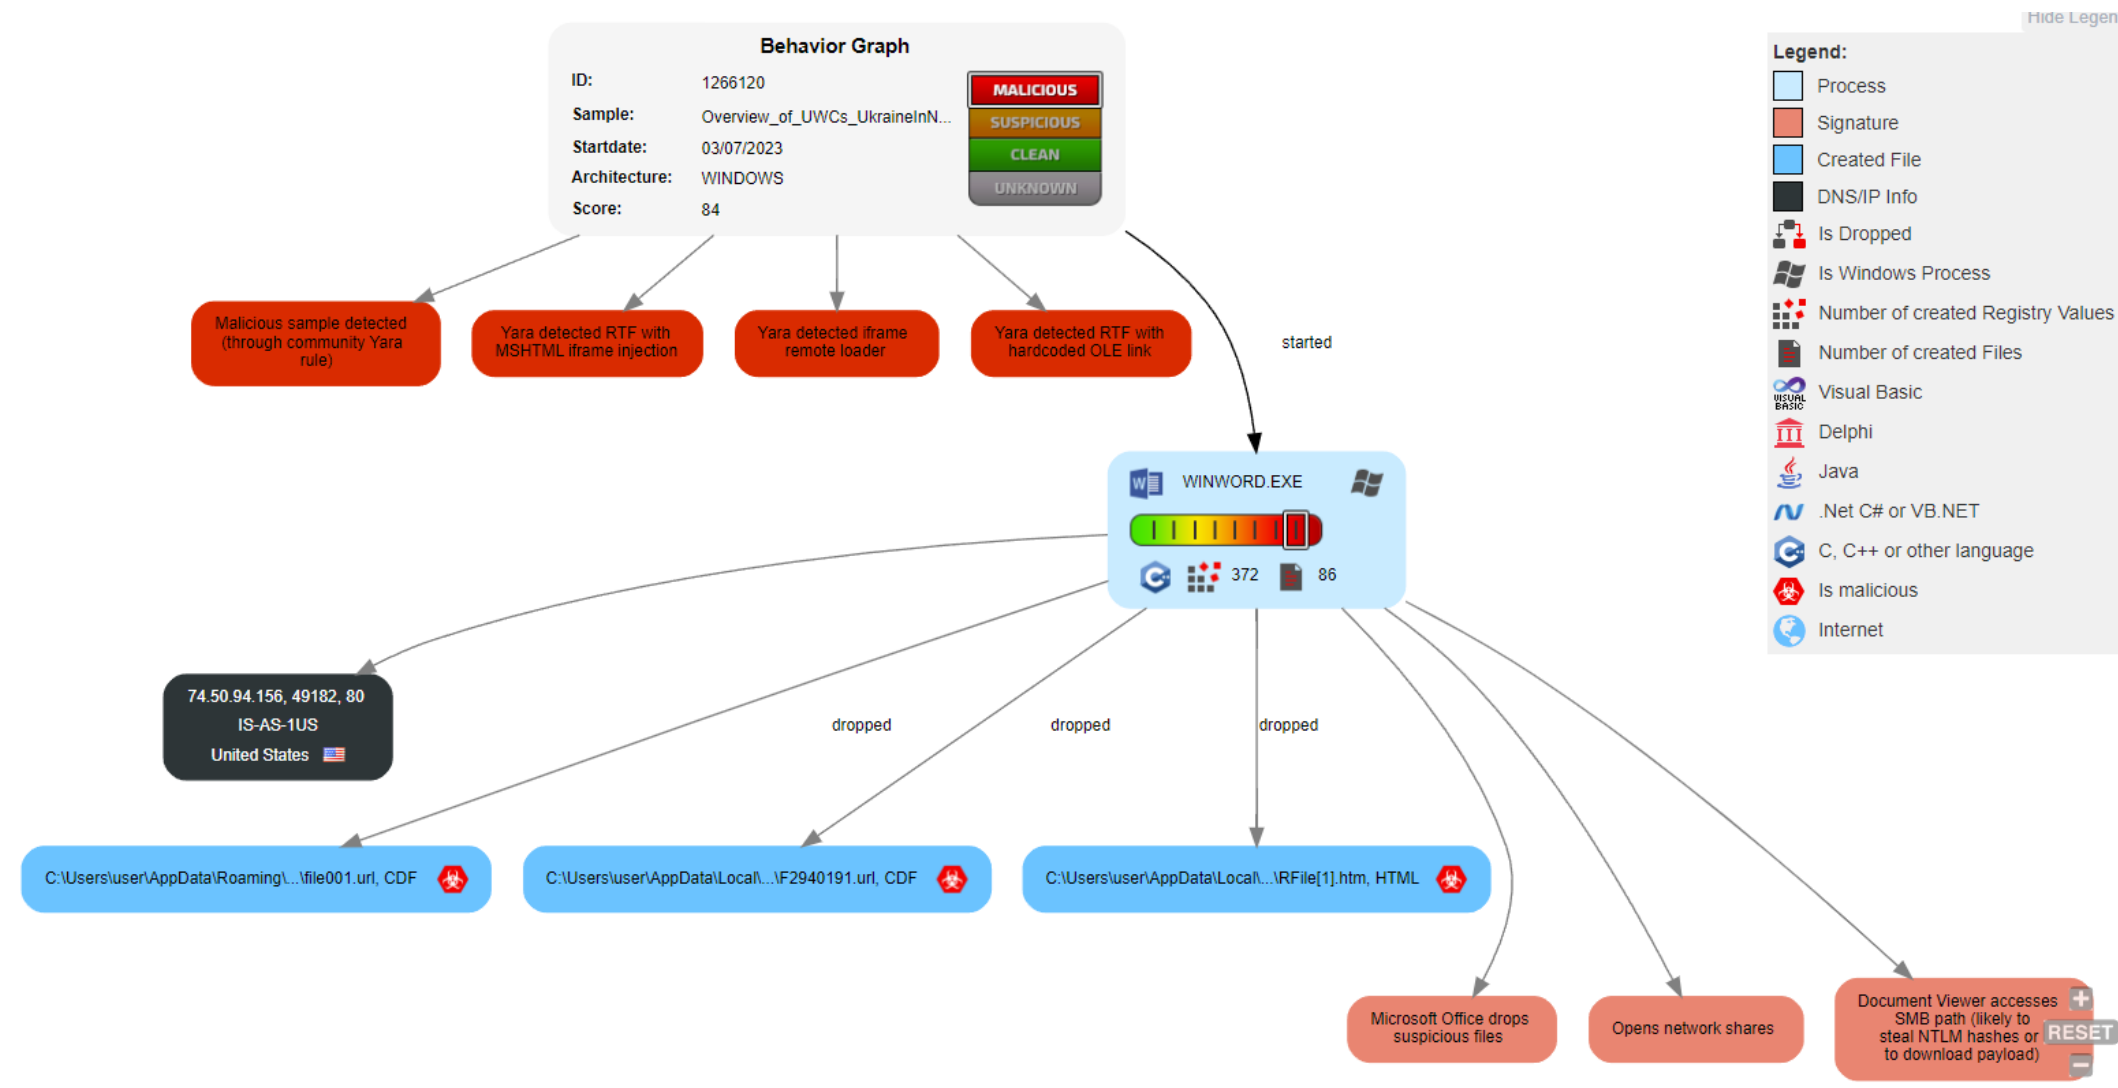 Hide Legen
Behavior Graph
ID: 1266120
Sample: Overview_of_UWCs_UkraineInN...
Startdate: 03/07/2023
Architecture: WINDOWS
Score: 84
MALICIOUS
SUSPICIOUS
CLEAN
UNKNOWN
Legend:
Process
Signature
Created File
DNS/IP Info
Is Dropped
Is Windows Process
Number of created Registry Values
Number of created Files
VISUAL
BASIC
Visual Basic
Delphi
Java
.Net C# or VB.NET
C, C++ or other language
Is malicious
Internet
Malicious sample detected
(through community Yara
rule)
Yara detected RTF with
MSHTML iframe injection
Yara detected iframe
remote loader
Yara detected RTF with
hardcoded OLE link
started
WINWORD.EXE
372
86
74.50.94.156, 49182, 80
IS-AS-1US
United States
dropped
dropped
dropped
C:\Users\user\AppData\Roaming\...\file001.url, CDF
C:\Users\user\AppData\Local\...\F2940191.url, CDF
C:\Users\user\AppData\Local\...\RFile[1].htm, HTML
Microsoft Office drops
suspicious files
Opens network shares
Document Viewer accesses
SMB path (likely to
steal NTLM hashes or
to download payload)
RESET